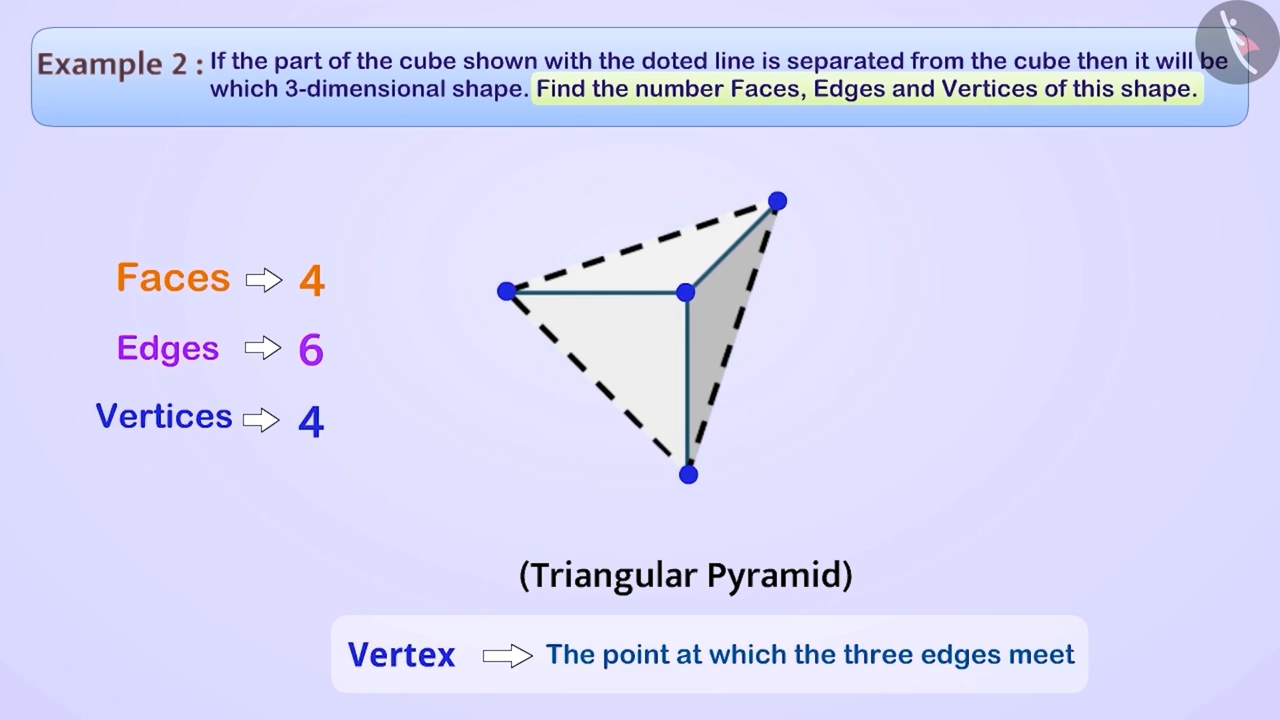 Example 2 : If the part of the cube shown with the doted line is separated from the cube then it will be
which 3-dimensional shape. Find the number Faces, Edges and Vertices of this shape.
Faces ⇨ 4
Edges ⇨ 6
Vertices ⇨ 4
(Triangular Pyramid)
Vertex ⇨ The point at which the three edges meet